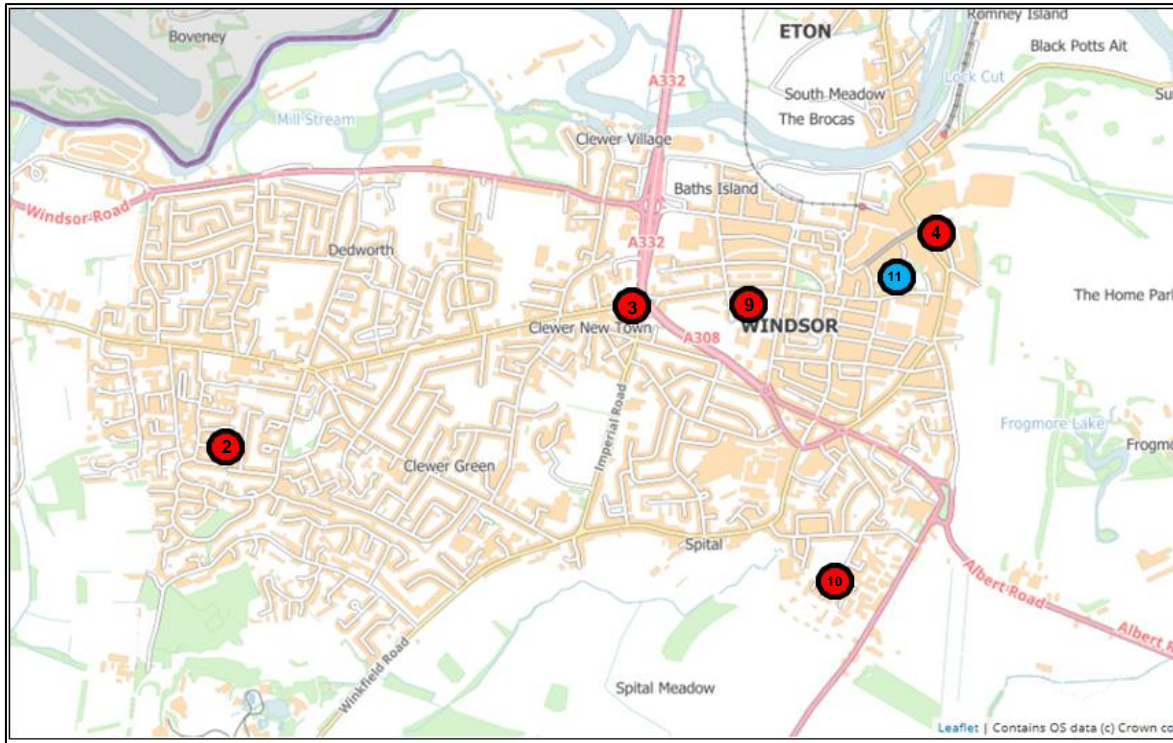 Romney Island
Boveney
ETON
Black Potts Ait
A332
Lock Cut
South Meadow
Su
Mill Stream
The Brocas
Clewer Village
Baths Island
Windsor Road
4
A332
Dedworth
11
The Home Park
3
9
Clewer New Town
WINDSOR
A308
Imperial Road
Frogmore Lake
2
Frogmo
Clewer Green
Spital
10
Albert Road
Albert R
Winkfield Road
Spital Meadow
Leaflet | Contains OS data (c) Crown co